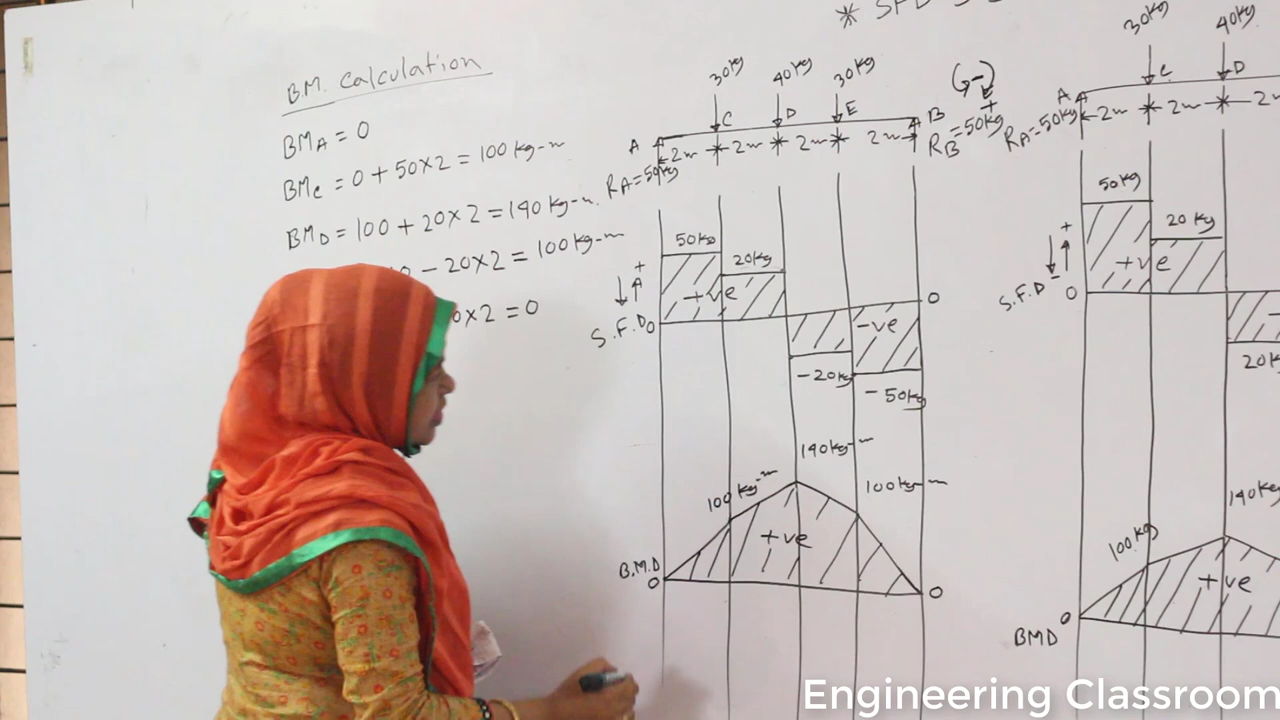 * SFD
B.M. Calculation
BMA = 0
BMC = 0 + 50×2 = 100 kg-m
BMD = 100 + 20×2 = 140 kg-m.
- 20×2 = 100 kg-m
×2 = 0
30kg 40kg 30kg
A C D E B
2m 2m 2m 2m
RA = 50kg RB = 50kg
50kg 20kg
+ve -ve
+
S.F.D 0 0
-20kg -50kg
140kg-m
100kg-m 100kg-m
+ve
B.M.D 0 0
30kg 40kg
A C D
2m 2m 2
RA = 50kg
50kg 20kg
+ve
+
-
S.F.D 0
20k
140kg
100kg
+ve
BMD 0
Engineering Classroom